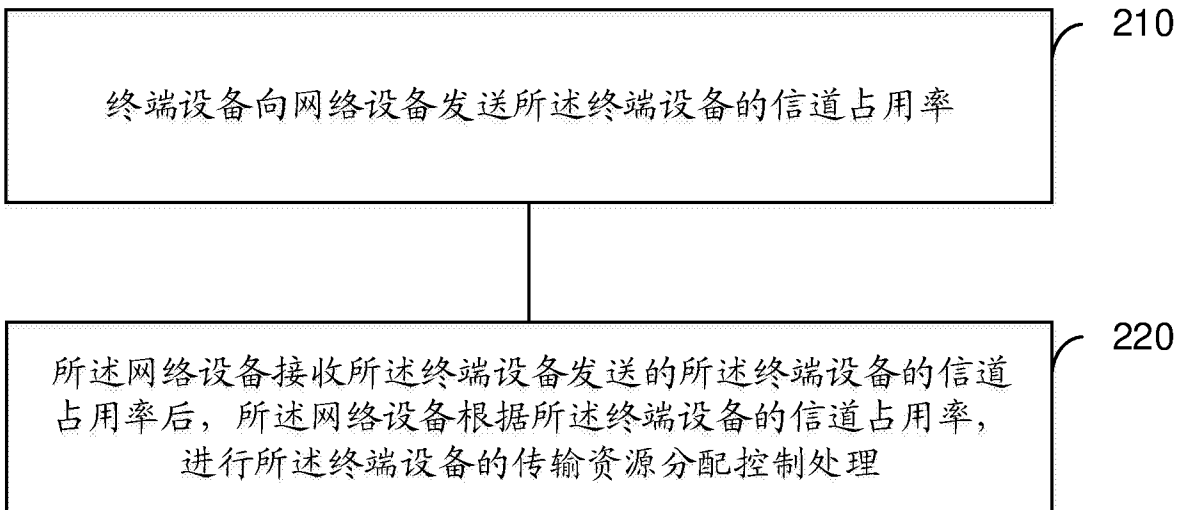 210
终端设备向网络设备发送所述终端设备的信道占用率
220
所述网络设备接收所述终端设备发送的所述终端设备的信道
占用率后，所述网络设备根据所述终端设备的信道占用率，
进行所述终端设备的传输资源分配控制处理